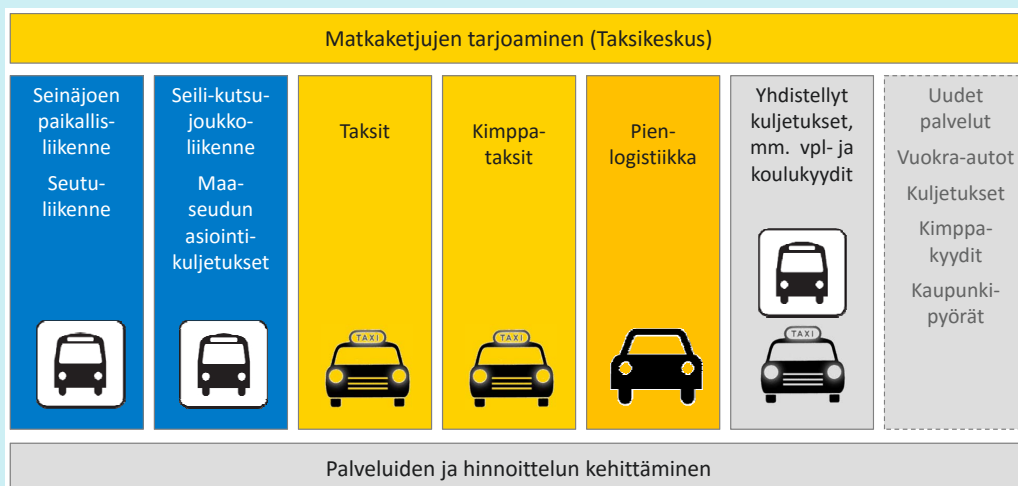 Matkaketjujen tarjoaminen (Taksikeskus)
Seinäjoen
paikallis-
liikenne
Seutu-
liikenne
Seili-kutsu-
joukko-
liikenne
Maa-
seudun
asiointi-
kuljetukset
Taksit
TAXI
Kimppa-
taksit
TAXI
Pien-
logistiikka
Yhdistellyt
kuljetukset,
mm. vpl- ja
koulukyydit
TAXI
Uudet
palvelut
Vuokra-autot
Kuljetukset
Kimppa-
kyydit
Kaupunki-
pyörät
Palveluiden ja hinnoittelun kehittäminen